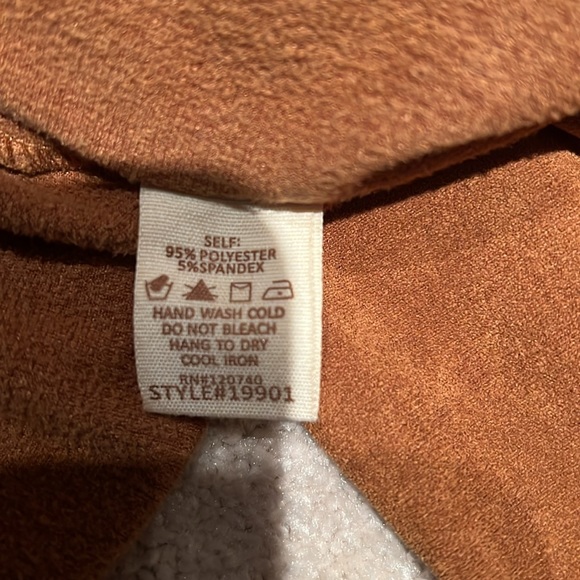 SELF:
95% POLYESTER
5%SPANDEX
HAND WASH COLD
DO NOT BLEACH
HANG TO DRY
COOL IRON
RN#120740
STYLE#19901